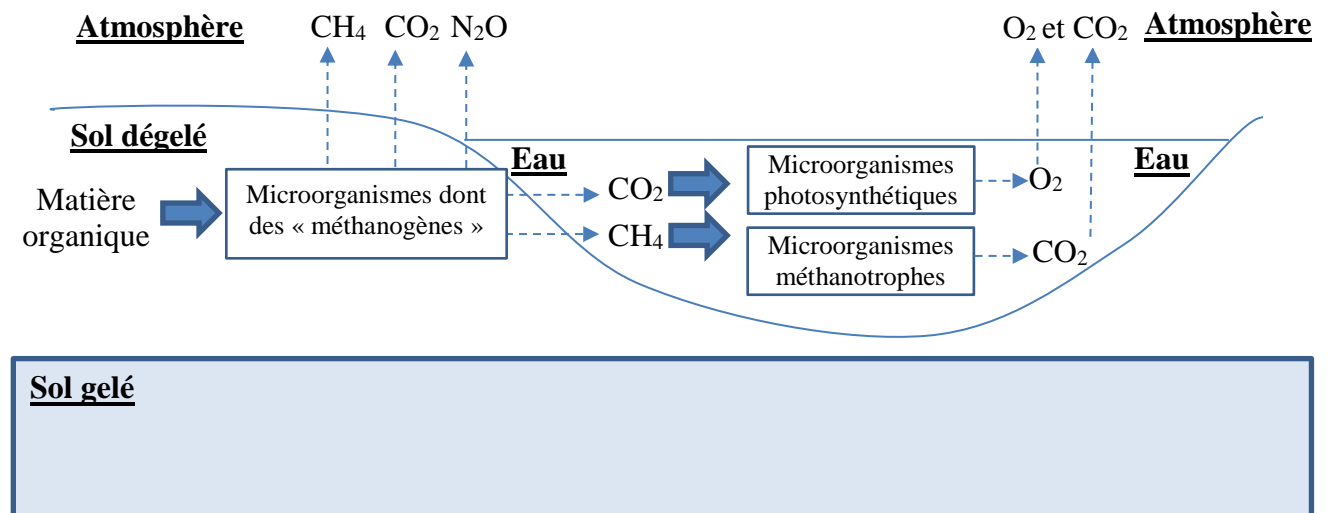 Atmosphère CH4 CO2 N2O O2 et CO2 Atmosphère
Sol dégelé
Eau
Eau
Matière
organique
Microorganismes dont
des « méthanogènes »
CO2
CH4
Microorganismes
photosynthétiques
O2
Microorganismes
méthanotrophes
CO2
Sol gelé